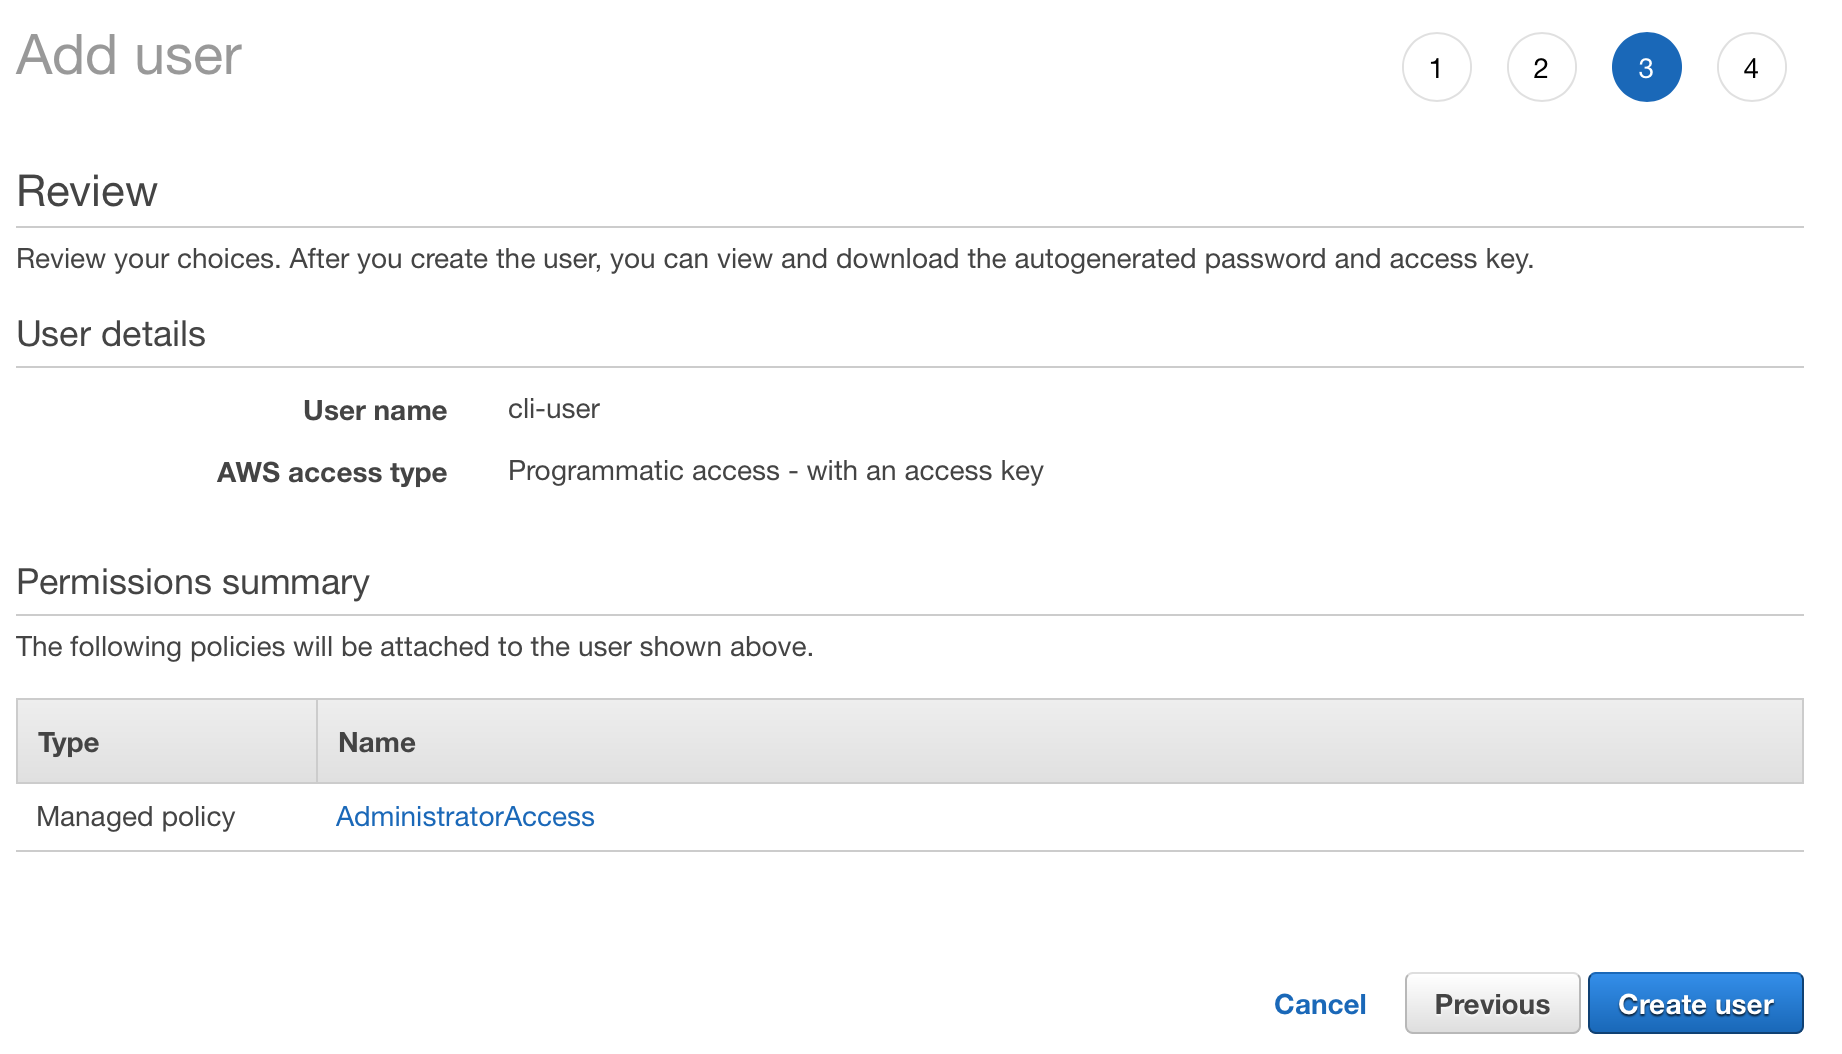 Add user
1 2 3 4
Review
Review your choices. After you create the user, you can view and download the autogenerated password and access key.
User details
User name cli-user
AWS access type Programmatic access - with an access key
Permissions summary
The following policies will be attached to the user shown above.
Type Name
Managed policy AdministratorAccess
Cancel Previous Create user